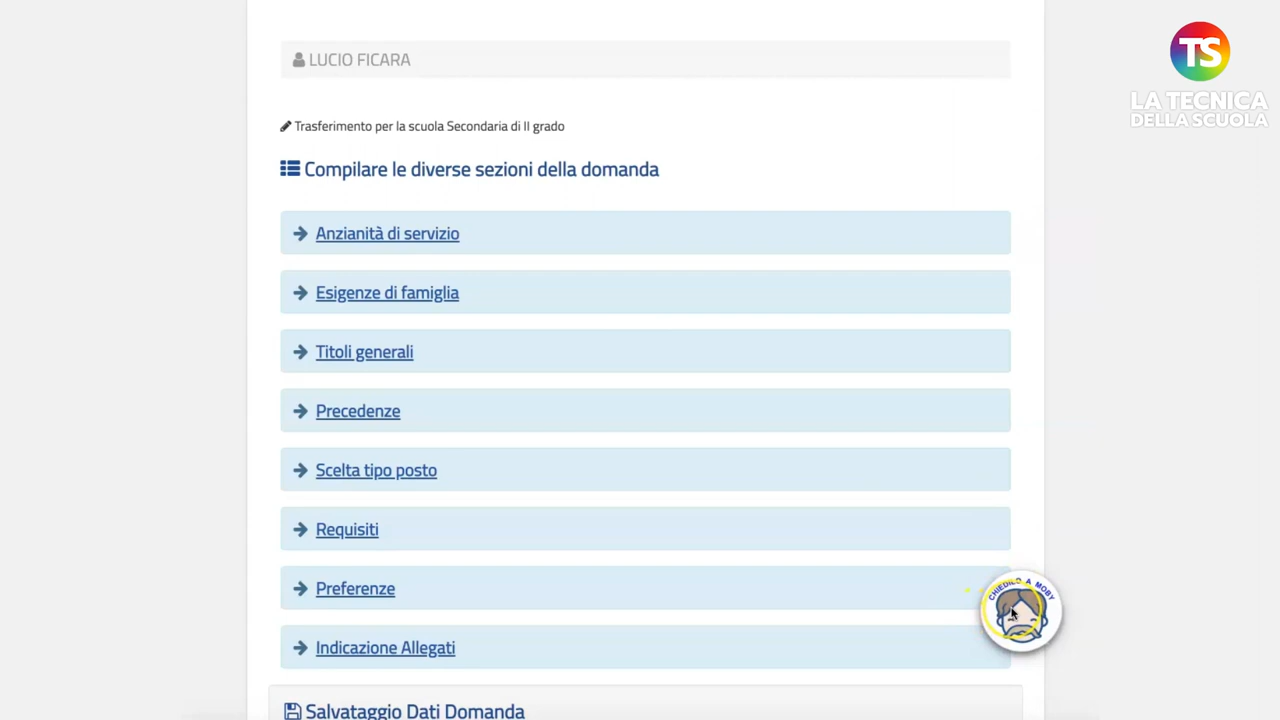 LUCIO FICARA
TS
LA TECNICA
DELLA SCUOLA
Trasferimento per la scuola Secondaria di II grado
Compilare le diverse sezioni della domanda
Anzianità di servizio
Esigenze di famiglia
Titoli generali
Precedenze
Scelta tipo posto
Requisiti
Preferenze
CHIEDILO A MOBY
Indicazione Allegati
Salvataggio Dati Domanda